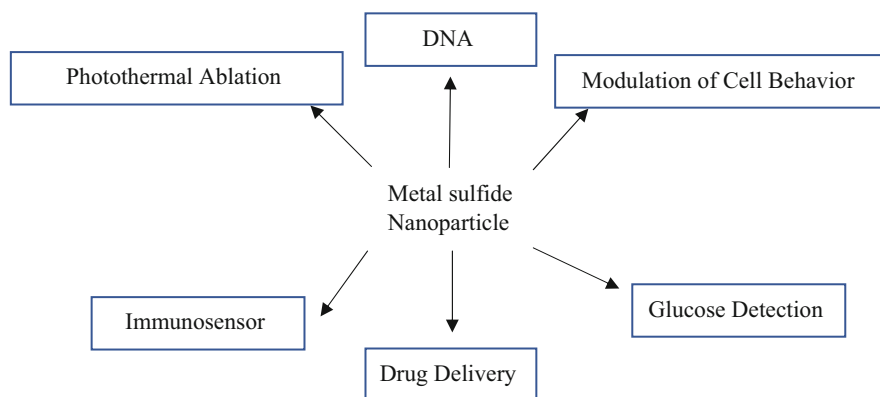 DNA
Photothermal Ablation
Modulation of Cell Behavior
Metal sulfide
Nanoparticle
Immunosensor
Glucose Detection
Drug Delivery